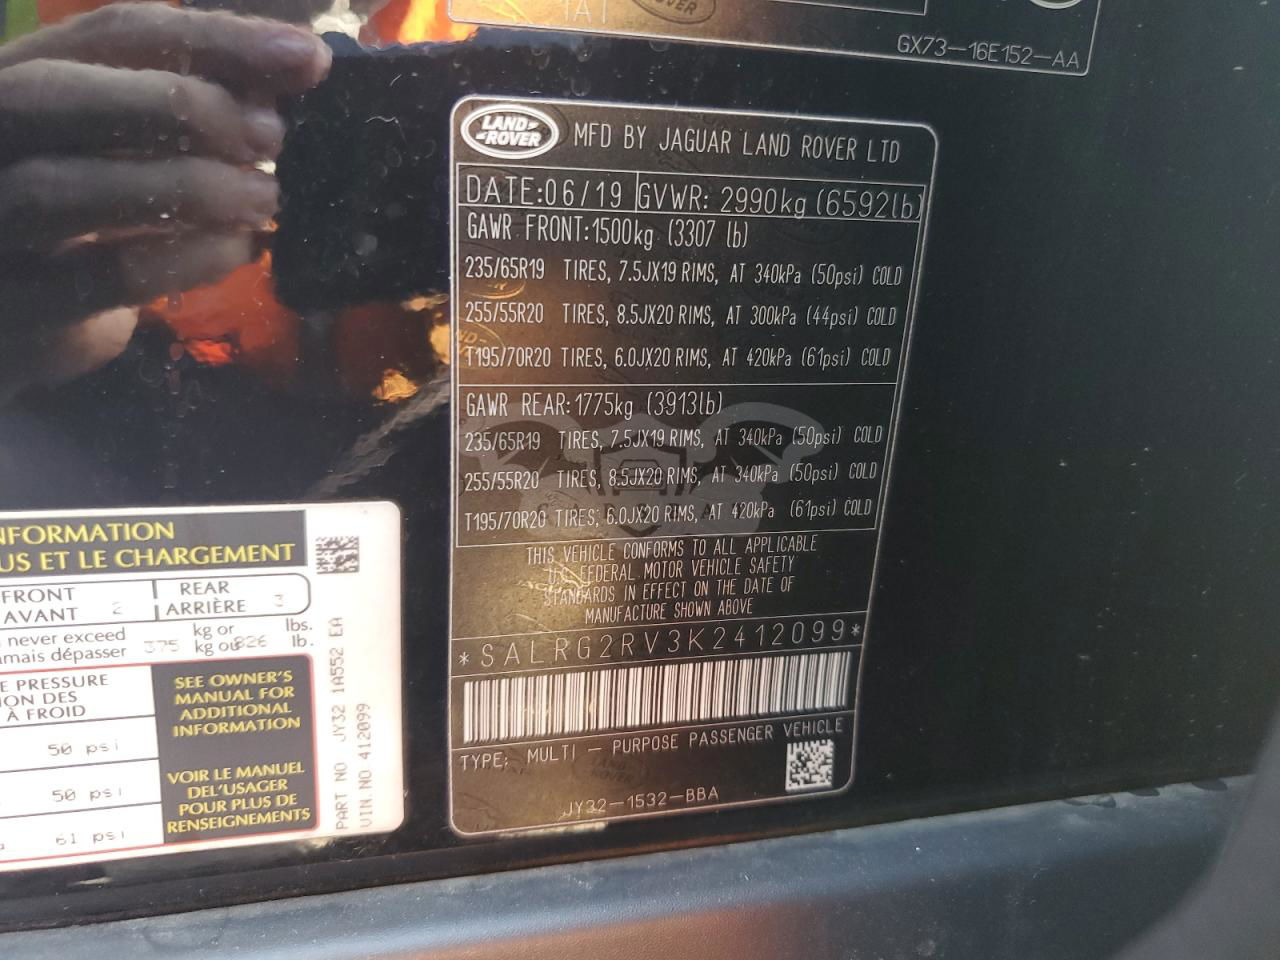 GX73-16E152-AA
LAND ROVER
MFD BY JAGUAR LAND ROVER LTD
DATE:06/19 GVWR: 2990kg (6592lb)
GAWR FRONT:1500kg (3307 lb)
235/65R19 TIRES, 7.5JX19 RIMS, AT 340kPa (50psi) COLD
255/55R20 TIRES, 8.5JX20 RIMS, AT 300kPa (44psi) COLD
T195/70R20 TIRES, 6.0JX20 RIMS, AT 420kPa (61psi) COLD
GAWR REAR:1775kg (3913lb)
235/65R19 TIRES, 7.5JX19 RIMS, AT 340kPa (50psi) COLD
255/55R20 TIRES, 8.5JX20 RIMS, AT 340kPa (50psi) COLD
T195/70R20 TIRES, 6.0JX20 RIMS, AT 420kPa (61psi) COLD
THIS VEHICLE CONFORMS TO ALL APPLICABLE
U.S. FEDERAL MOTOR VEHICLE SAFETY
STANDARDS IN EFFECT ON THE DATE OF
MANUFACTURE SHOWN ABOVE
*SALRG2RV3K2412099*
TYPE: MULTI - PURPOSE PASSENGER VEHICLE
JY32-1532-BBA
NFORMATION
US ET LE CHARGEMENT
FRONT REAR
AVANT 2 ARRIÈRE 3
never exceed 375 kg or 826 lbs.
mais dépasser kg ou lb.
E PRESSURE
ION DES
À FROID
50 psi
50 psi
61 psi
SEE OWNER'S
MANUAL FOR
ADDITIONAL
INFORMATION
VOIR LE MANUEL
DEL'USAGER
POUR PLUS DE
RENSEIGNEMENTS
PART NO JY32 1A552 EA
VIN.NO 412099